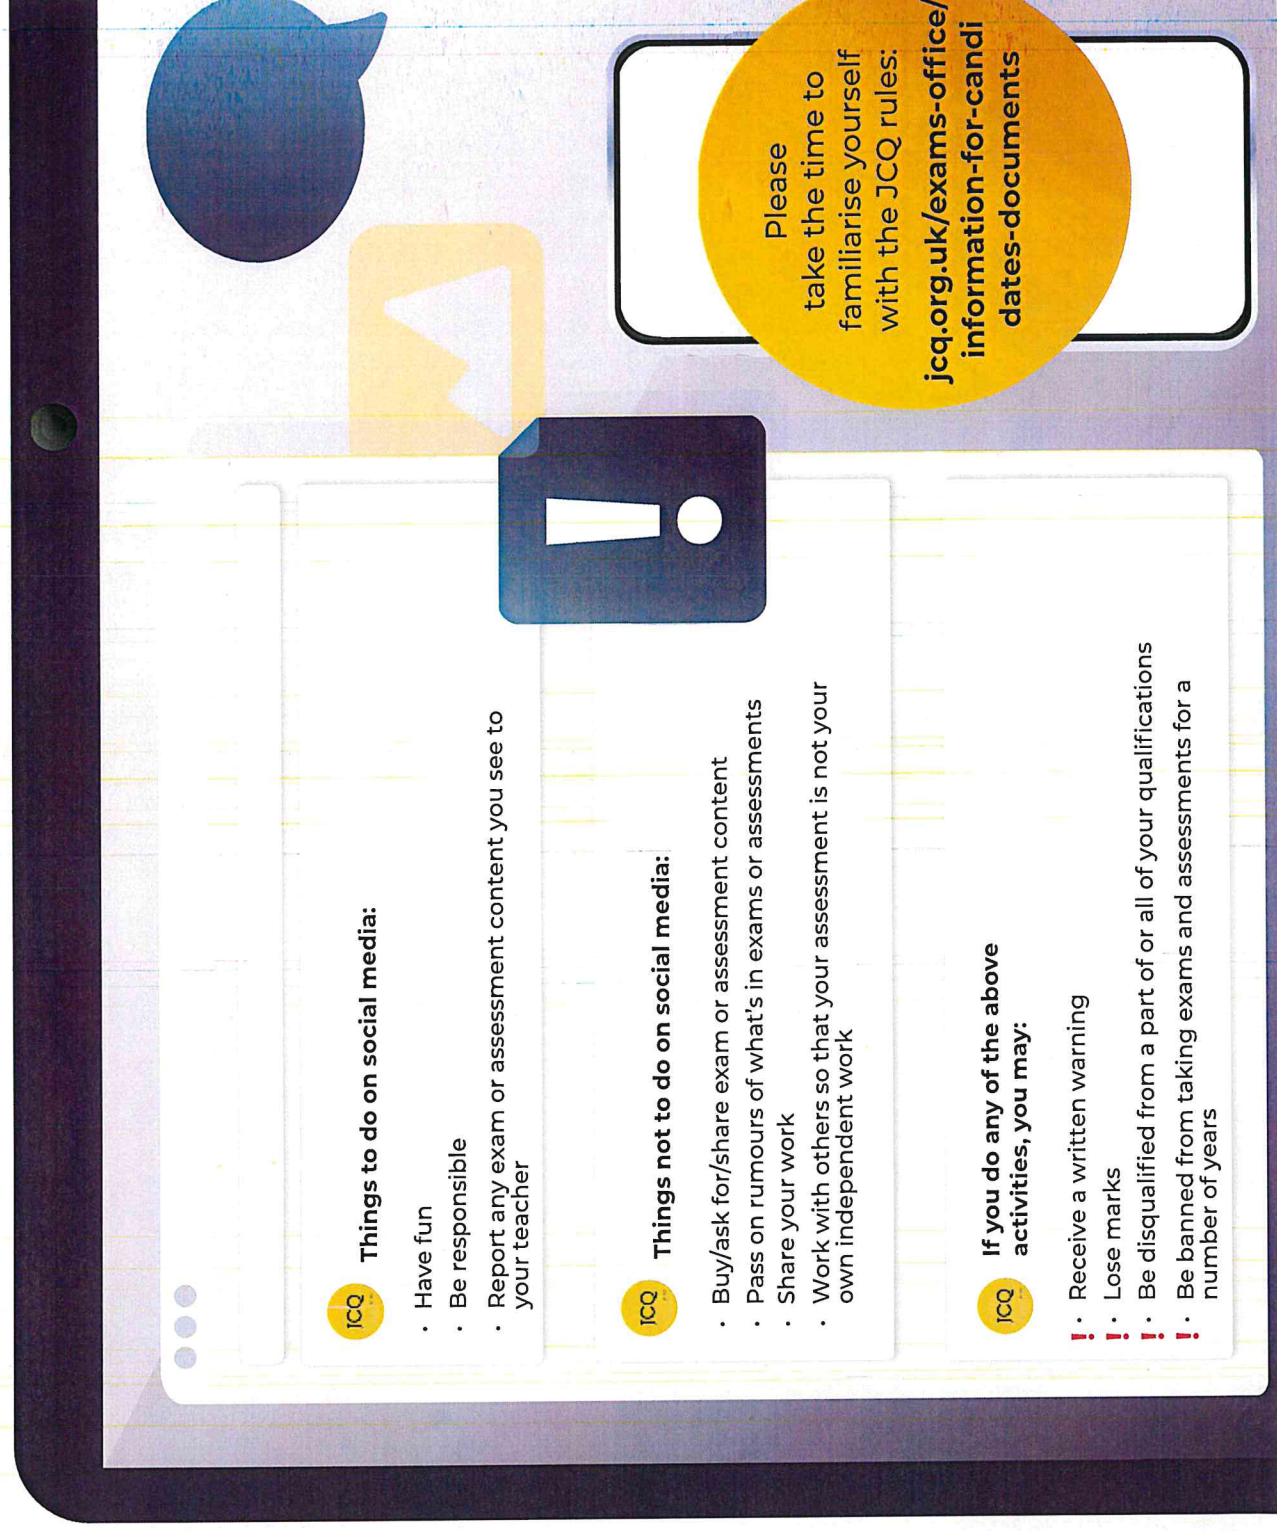 JCQ
Things to do on social media:
· Have fun
· Be responsible
· Report any exam or assessment content you see to
your teacher
JCQ
Things not to do on social media:
· Buy/ask for/share exam or assessment content
· Pass on rumours of what's in exams or assessments
· Share your work
· Work with others so that your assessment is not your
own independent work
JCQ
If you do any of the above
activities, you may:
! · Receive a written warning
! · Lose marks
! · Be disqualified from a part of or all of your qualifications
! · Be banned from taking exams and assessments for a
number of years
!
Please
take the time to
familiarise yourself
with the JCQ rules:
jcq.org.uk/exams-office/
information-for-candi
dates-documents